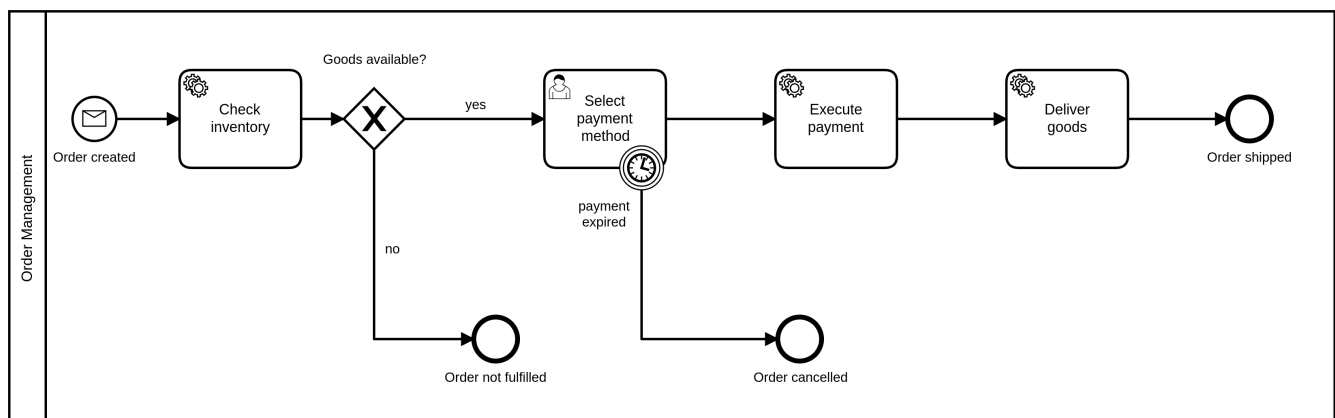 Order Management
Order created
Check
inventory
Goods available?
yes
no
Order not fulfilled
Select
payment
method
payment
expired
Order cancelled
Execute
payment
Deliver
goods
Order shipped